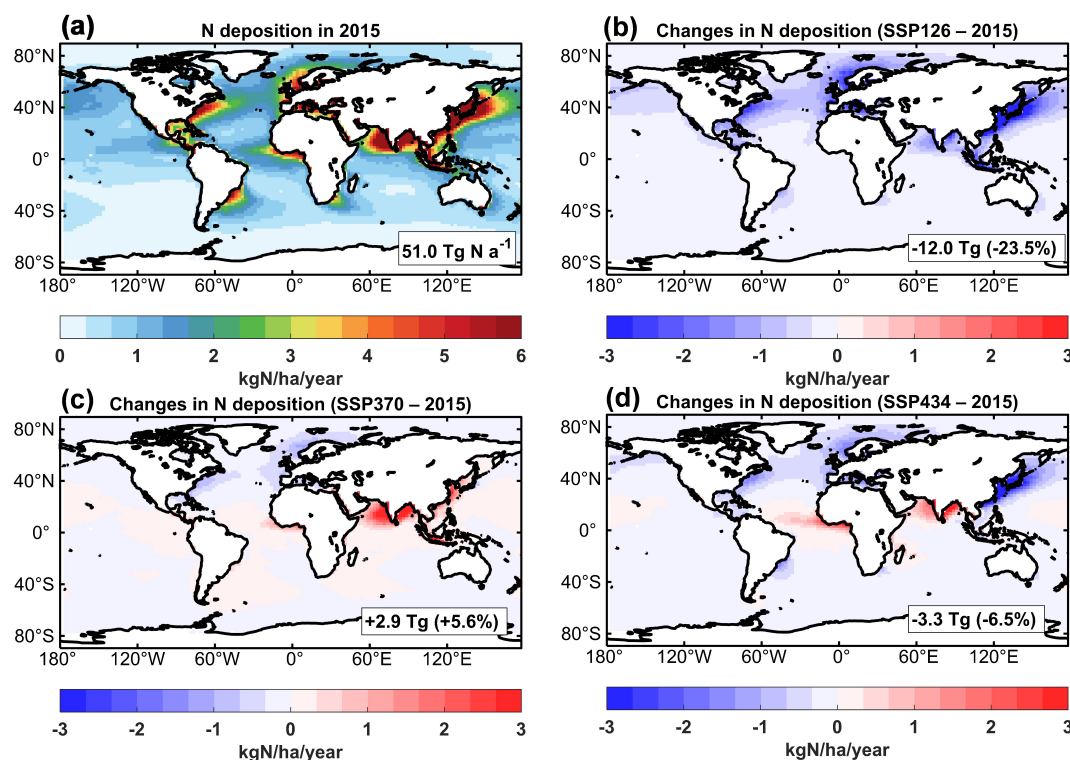 (a)
N deposition in 2015
80°N
40°N
0°
40°S
80°S
51.0 Tg N a⁻¹
180° 120°W 60°W 0° 60°E 120°E
0 1 2 3 4 5 6
kgN/ha/year
(b)
Changes in N deposition (SSP126 – 2015)
80°N
40°N
0°
40°S
80°S
-12.0 Tg (-23.5%)
180° 120°W 60°W 0° 60°E 120°E
-3 -2 -1 0 1 2 3
kgN/ha/year
(c)
Changes in N deposition (SSP370 – 2015)
80°N
40°N
0°
40°S
80°S
+2.9 Tg (+5.6%)
180° 120°W 60°W 0° 60°E 120°E
-3 -2 -1 0 1 2 3
kgN/ha/year
(d)
Changes in N deposition (SSP434 – 2015)
80°N
40°N
0°
40°S
80°S
-3.3 Tg (-6.5%)
180° 120°W 60°W 0° 60°E 120°E
-3 -2 -1 0 1 2 3
kgN/ha/year